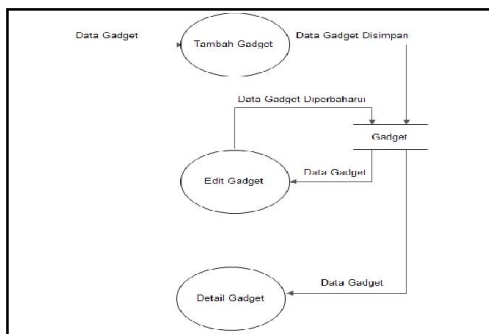 Data Gadget
Tambah Gadget
Data Gadget Disimpan
Data Gadget Diperbaharui
Gadget
Data Gadget
Edit Gadget
Data Gadget
Detail Gadget